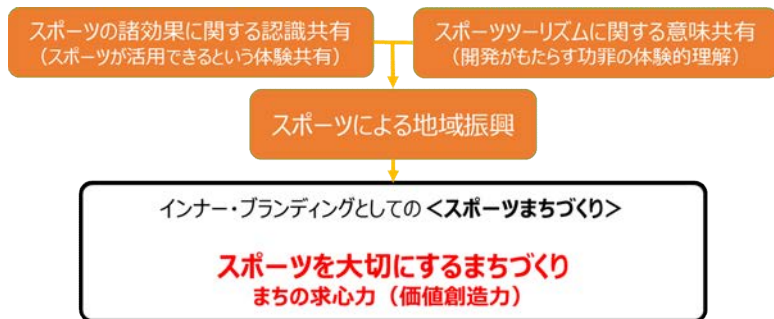 スポーツの諸効果に関する認識共有
（スポーツが活用できるという体験共有）
スポーツツーリズムに関する意味共有
（開発がもたらす功罪の体験的理解）
スポーツによる地域振興
インナー・ブランディングとしての＜スポーツまちづくり＞
スポーツを大切にするまちづくり
まちの求心力（価値創造力）